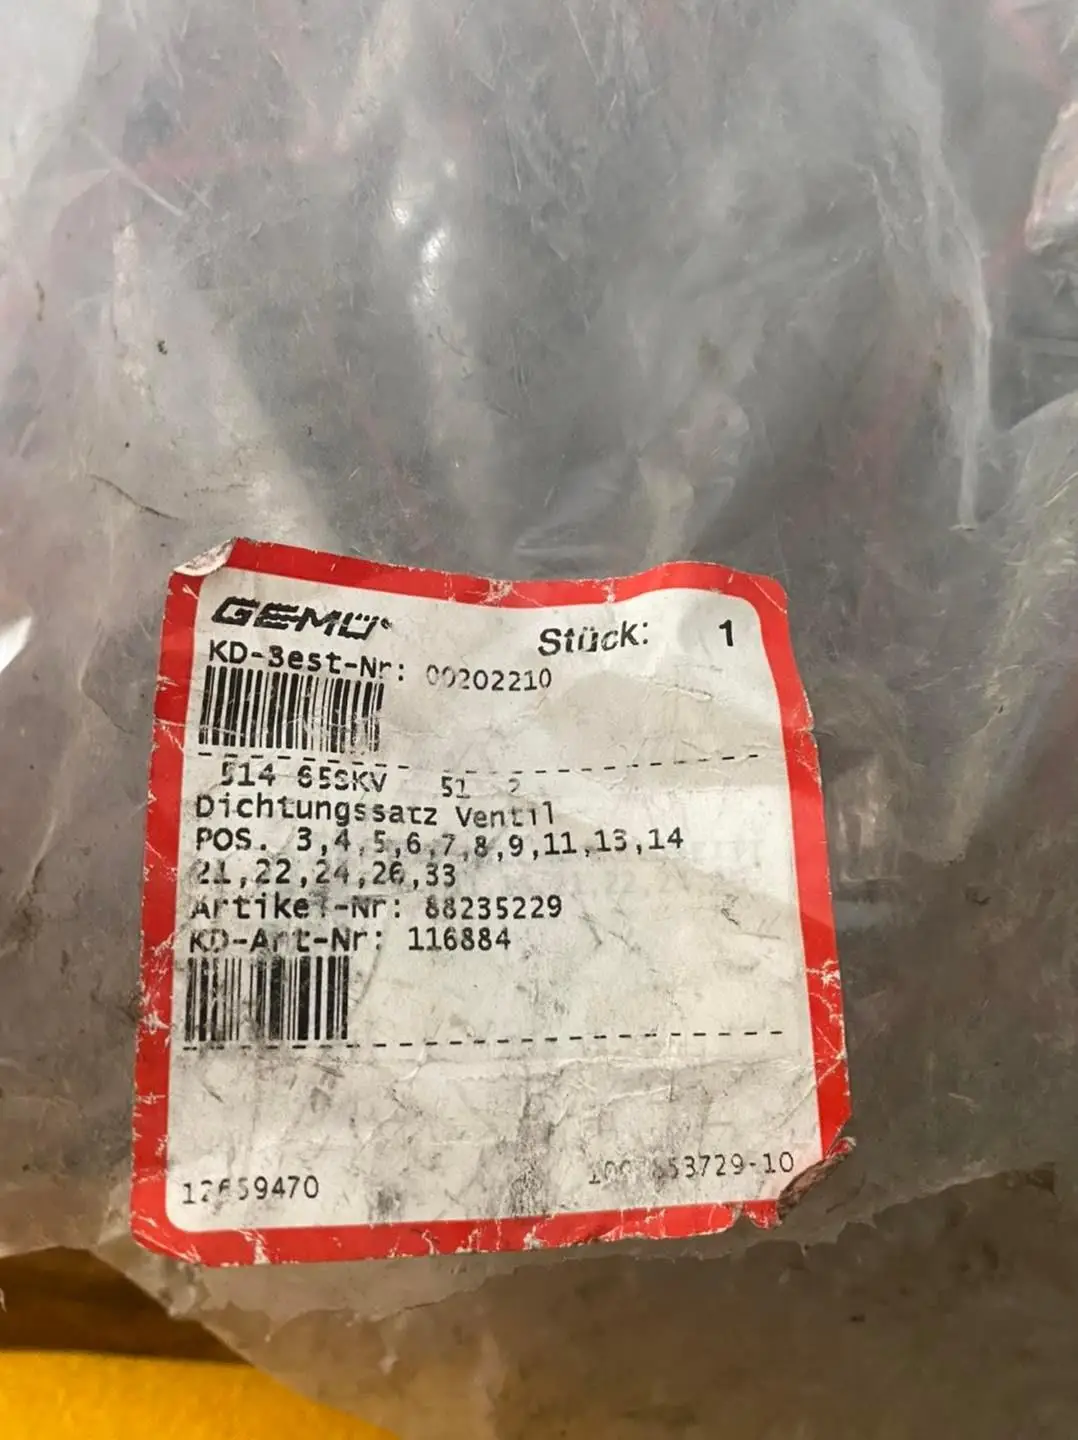 GEMÜ®
Stück: 1
KD-Best-Nr: 00202210
514 65SKV 51 2
Dichtungssatz Ventil
POS. 3,4,5,6,7,8,9,11,13,14
21,22,24,26,33
Artikel-Nr: 88235229
KD-Art-Nr: 116884